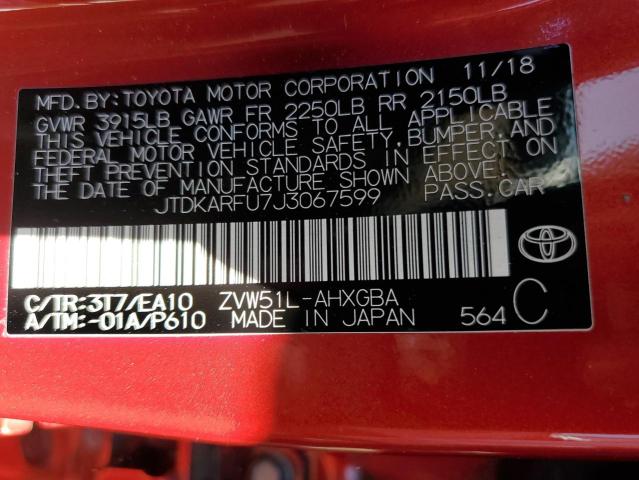 MFD. BY: TOYOTA MOTOR CORPORATION 11/18
GVWR 3915LB GAWR FR 2250LB RR 2150LB
THIS VEHICLE CONFORMS TO ALL APPLICABLE
FEDERAL MOTOR VEHICLE SAFETY, BUMPER, AND
THEFT PREVENTION STANDARDS IN EFFECT ON
THE DATE OF MANUFACTURE SHOWN ABOVE.
JTDKARFU7J3067599 PASS. CAR
C/TR: 3T7/EA10 ZVW51L-AHXGBA
A/TM: -01A/P610 MADE IN JAPAN 564 C